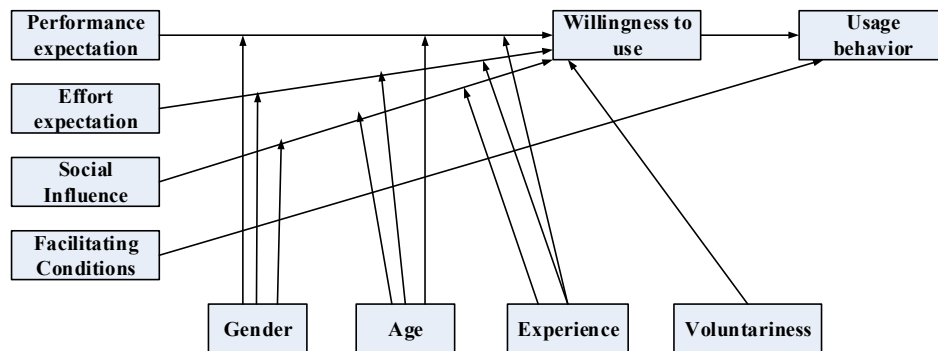 Performance
expectation
Willingness to
use
Usage
behavior
Effort
expectation
Social
Influence
Facilitating
Conditions
Gender
Age
Experience
Voluntariness